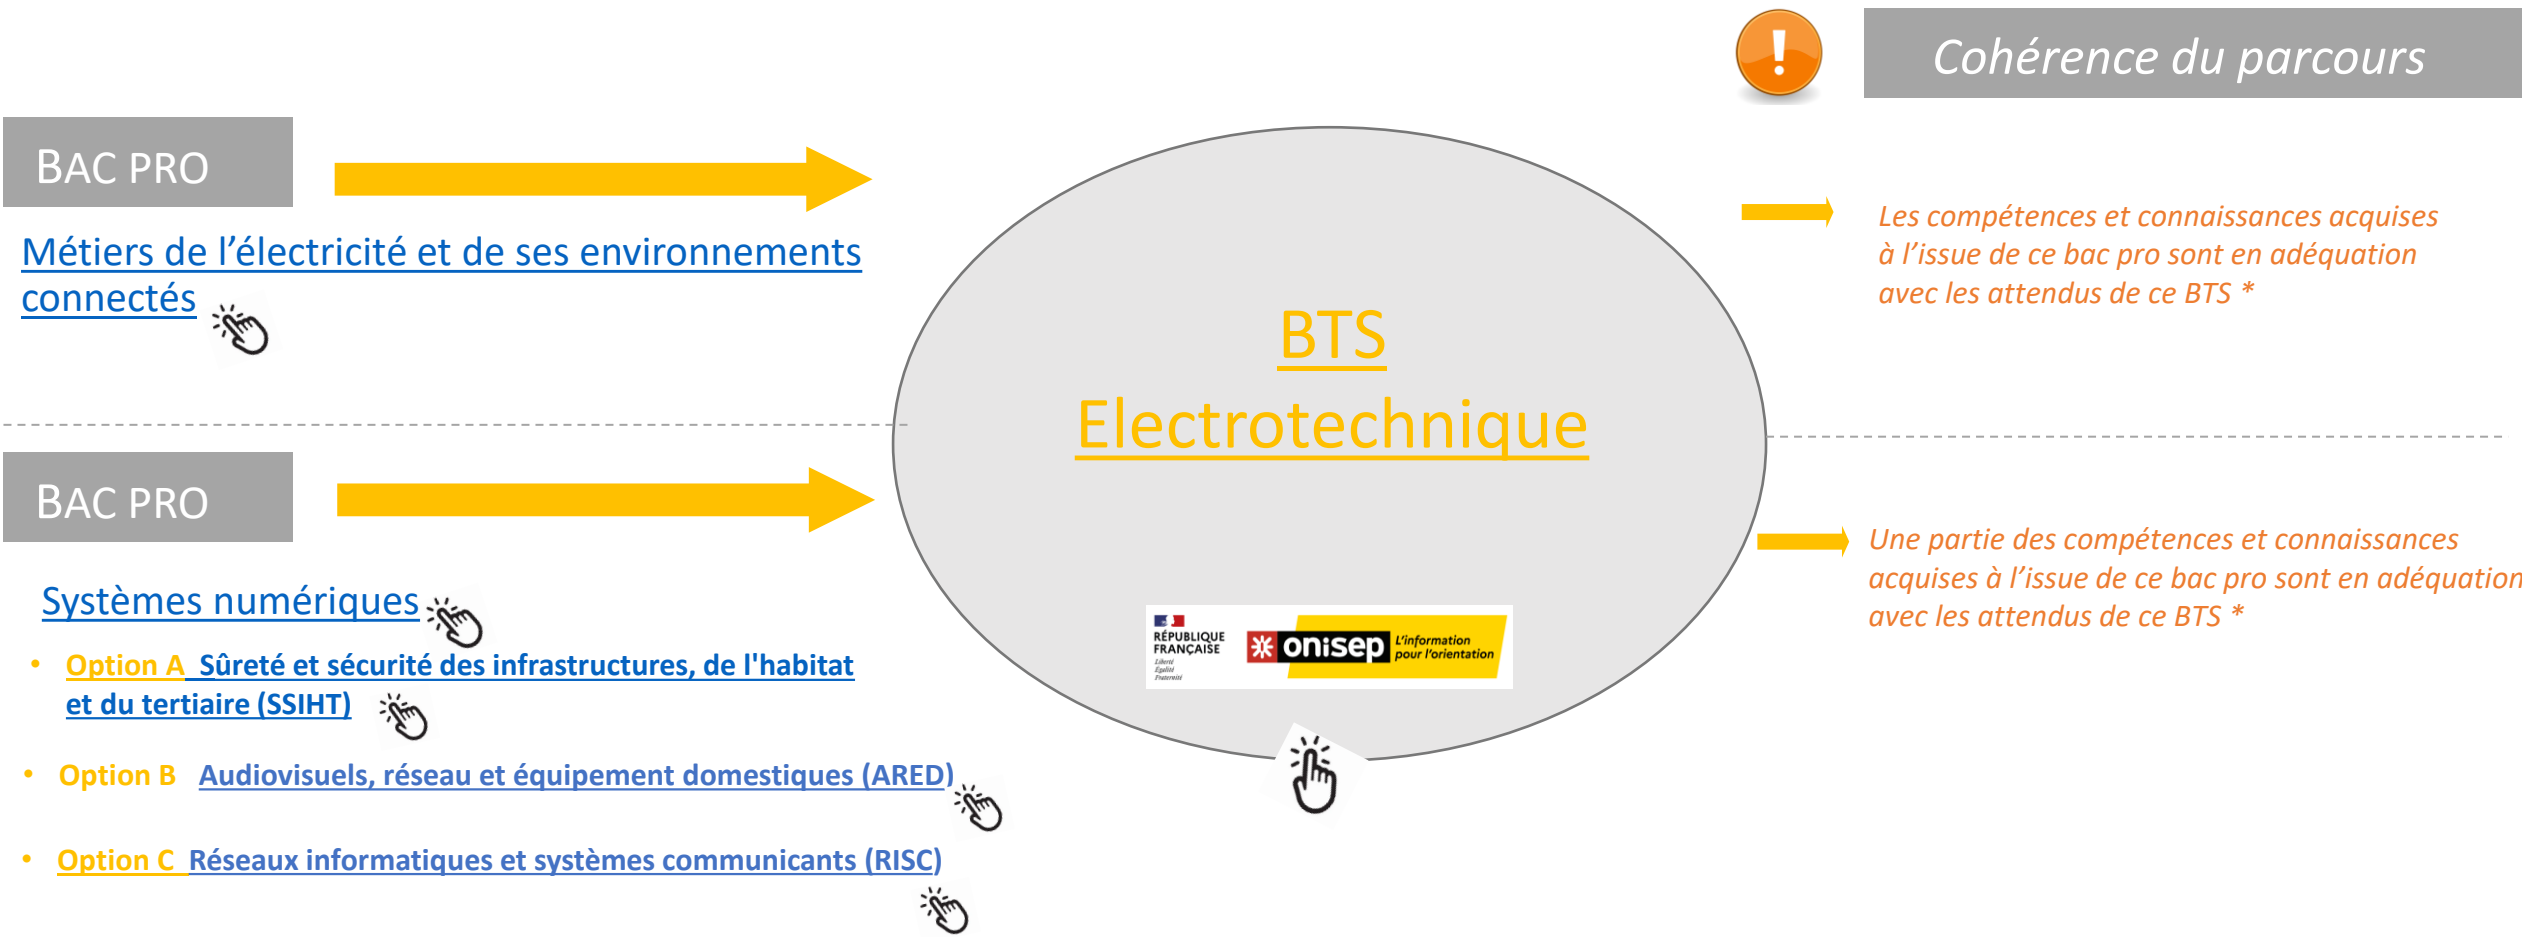 !
Cohérence du parcours
BAC PRO
Métiers de l’électricité et de ses environnements
connectés
Les compétences et connaissances acquises
à l’issue de ce bac pro sont en adéquation
avec les attendus de ce BTS *
BTS
Electrotechnique
BAC PRO
Systèmes numériques
• Option A Sûreté et sécurité des infrastructures, de l'habitat
et du tertiaire (SSIHT)
• Option B Audiovisuels, réseau et équipement domestiques (ARED)
• Option C Réseaux informatiques et systèmes communicants (RISC)
Une partie des compétences et connaissances
acquises à l’issue de ce bac pro sont en adéquation
avec les attendus de ce BTS *
RÉPUBLIQUE
FRANÇAISE
Liberté
Égalité
Fraternité
onisep
L'information
pour l'orientation